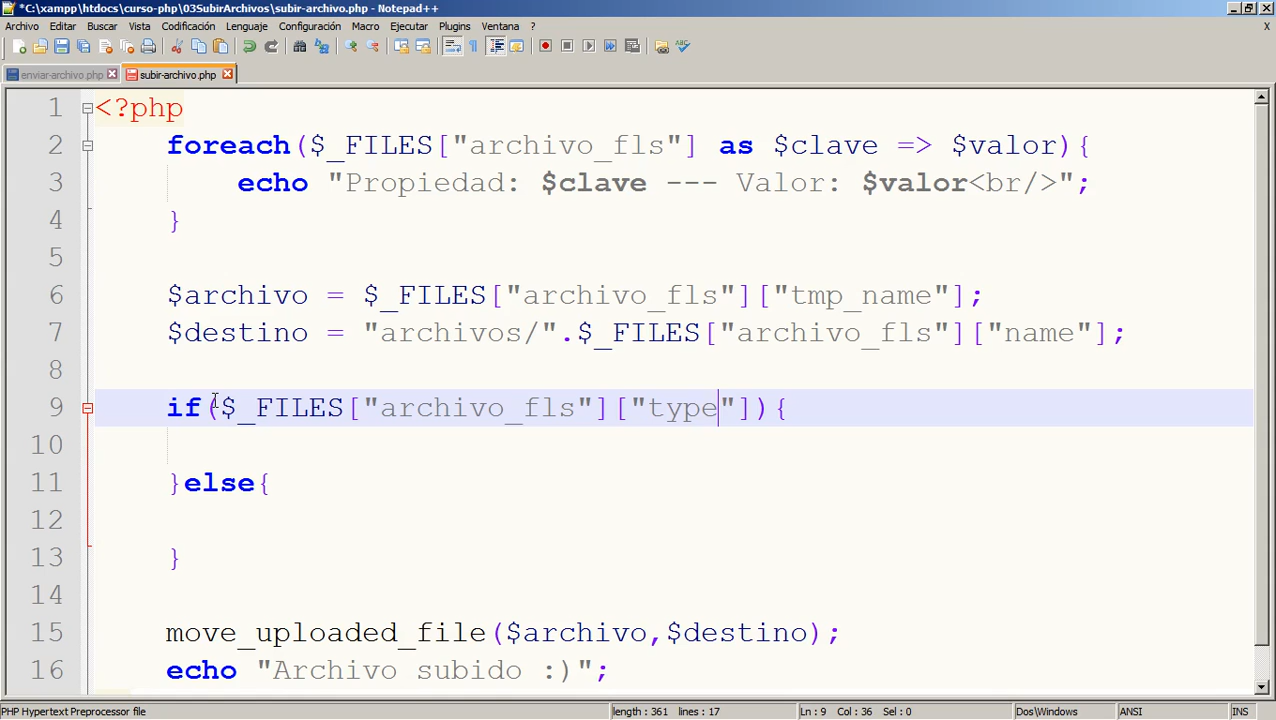 *C:\xampp\htdocs\curso-php\03SubirArchivos\subir-archivo.php - Notepad++
Archivo Editar Buscar Vista Codificación Lenguaje Configuración Macro Ejecutar Plugins Ventana ? X
enviar-archivo.php subir-archivo.php
1 <?php
2 foreach($_FILES["archivo_fls"] as $clave => $valor){
3 echo "Propiedad: $clave --- Valor: $valor<br/>";
4 }
5
6 $archivo = $_FILES["archivo_fls"]["tmp_name"];
7 $destino = "archivos/".$_FILES["archivo_fls"]["name"];
8
9 if($_FILES["archivo_fls"]["type"]){
10
11 }else{
12
13 }
14
15 move_uploaded_file($archivo,$destino);
16 echo "Archivo subido :)";
PHP Hypertext Preprocessor file length : 361 lines : 17 Ln : 9 Col : 36 Sel : 0 Dos\Windows ANSI INS